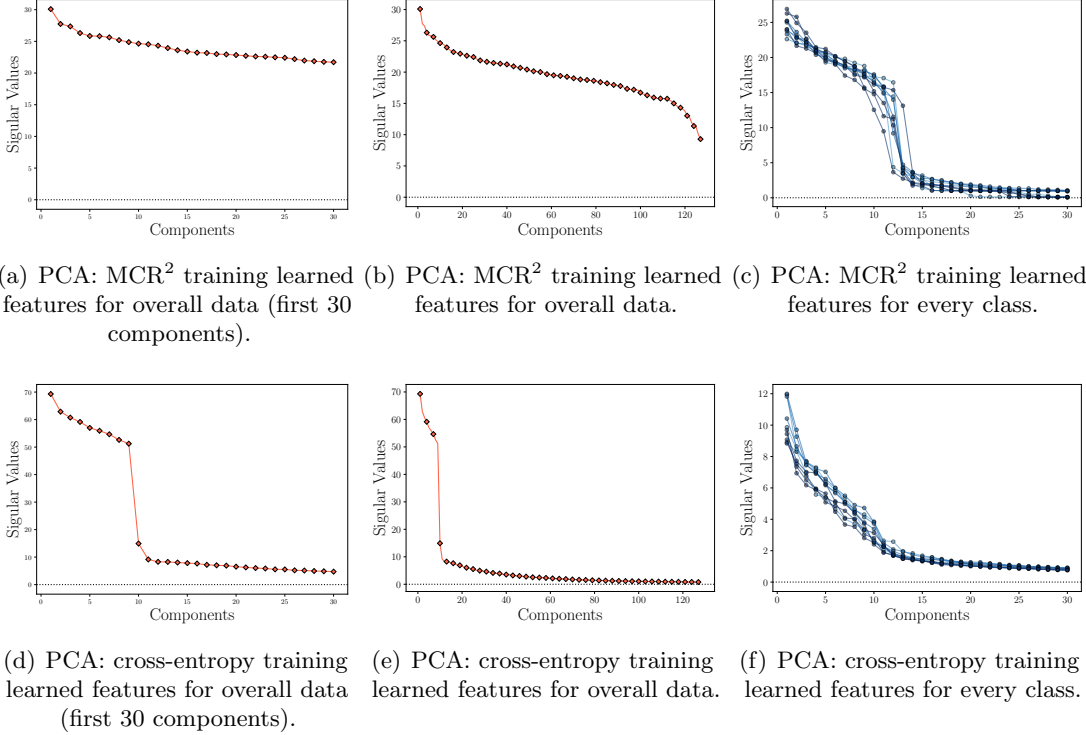 Sigular Values
30
25
20
15
10
5
0
0 5 10 15 20 25 30
Components
Sigular Values
30
25
20
15
10
5
0
0 20 40 60 80 100 120
Components
Sigular Values
25
20
15
10
5
0
0 5 10 15 20 25 30
Components
(a) PCA: MCR² training learned
features for overall data (first 30
components).
(b) PCA: MCR² training learned
features for overall data.
(c) PCA: MCR² training learned
features for every class.
Sigular Values
70
60
50
40
30
20
10
0
0 5 10 15 20 25 30
Components
Sigular Values
70
60
50
40
30
20
10
0
0 20 40 60 80 100 120
Components
Sigular Values
12
10
8
6
4
2
0
0 5 10 15 20 25 30
Components
(d) PCA: cross-entropy training
learned features for overall data
(first 30 components).
(e) PCA: cross-entropy training
learned features for overall data.
(f) PCA: cross-entropy training
learned features for every class.